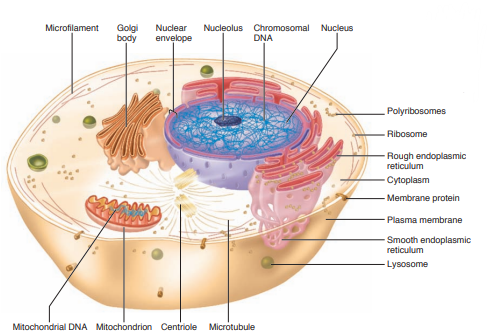 Microfilament
Golgi
body
Nuclear
envelope
Nucleolus
Chromosomal
DNA
Nucleus
Polyribosomes
Ribosome
Rough endoplasmic
reticulum
Cytoplasm
Membrane protein
Plasma membrane
Smooth endoplasmic
reticulum
Lysosome
Mitochondrial DNA
Mitochondrion
Centriole
Microtubule